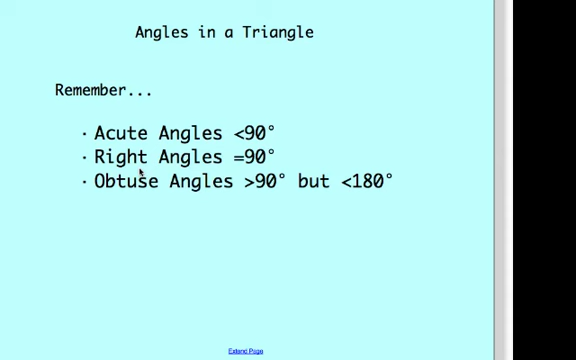 Angles in a Triangle
Remember...
· Acute Angles <90°
· Right Angles =90°
· Obtuse Angles >90° but <180°
Extend Page